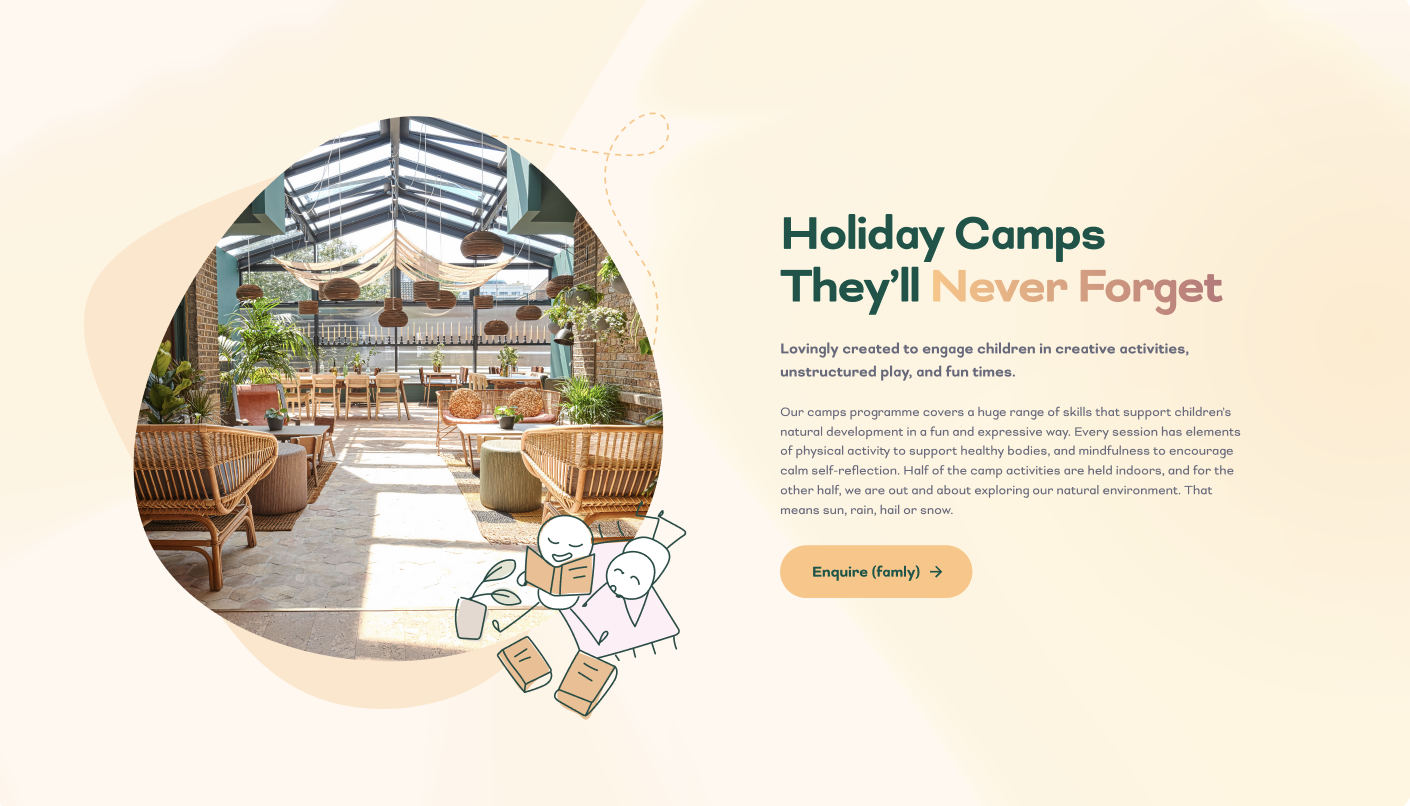 Holiday Camps
They’ll Never Forget
Lovingly created to engage children in creative activities,
unstructured play, and fun times.
Our camps programme covers a huge range of skills that support children’s
natural development in a fun and expressive way. Every session has elements
of physical activity to support healthy bodies, and mindfulness to encourage
calm self-reflection. Half of the camp activities are held indoors, and for the
other half, we are out and about exploring our natural environment. That
means sun, rain, hail or snow.
Enquire (famly) →